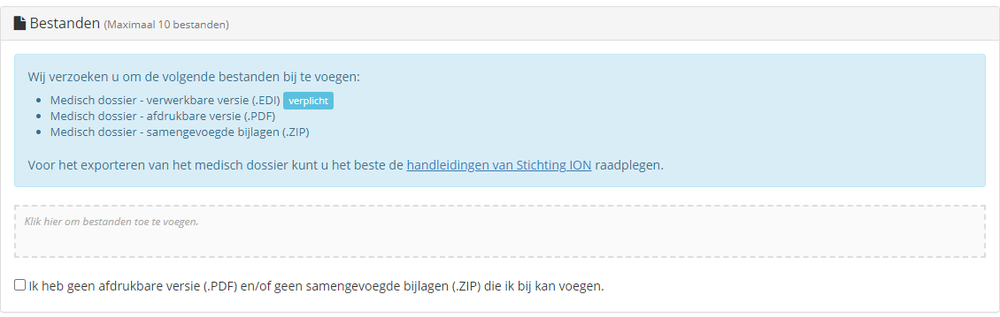 Bestanden (Maximaal 10 bestanden)
Wij verzoeken u om de volgende bestanden bij te voegen:
Medisch dossier - verwerkbare versie (.EDI) verplicht
Medisch dossier - afdrukbare versie (.PDF)
Medisch dossier - samengevoegde bijlagen (.ZIP)
Voor het exporteren van het medisch dossier kunt u het beste de handleidingen van Stichting ION raadplegen.
Klik hier om bestanden toe te voegen.
Ik heb geen afdrukbare versie (.PDF) en/of geen samengevoegde bijlagen (.ZIP) die ik bij kan voegen.